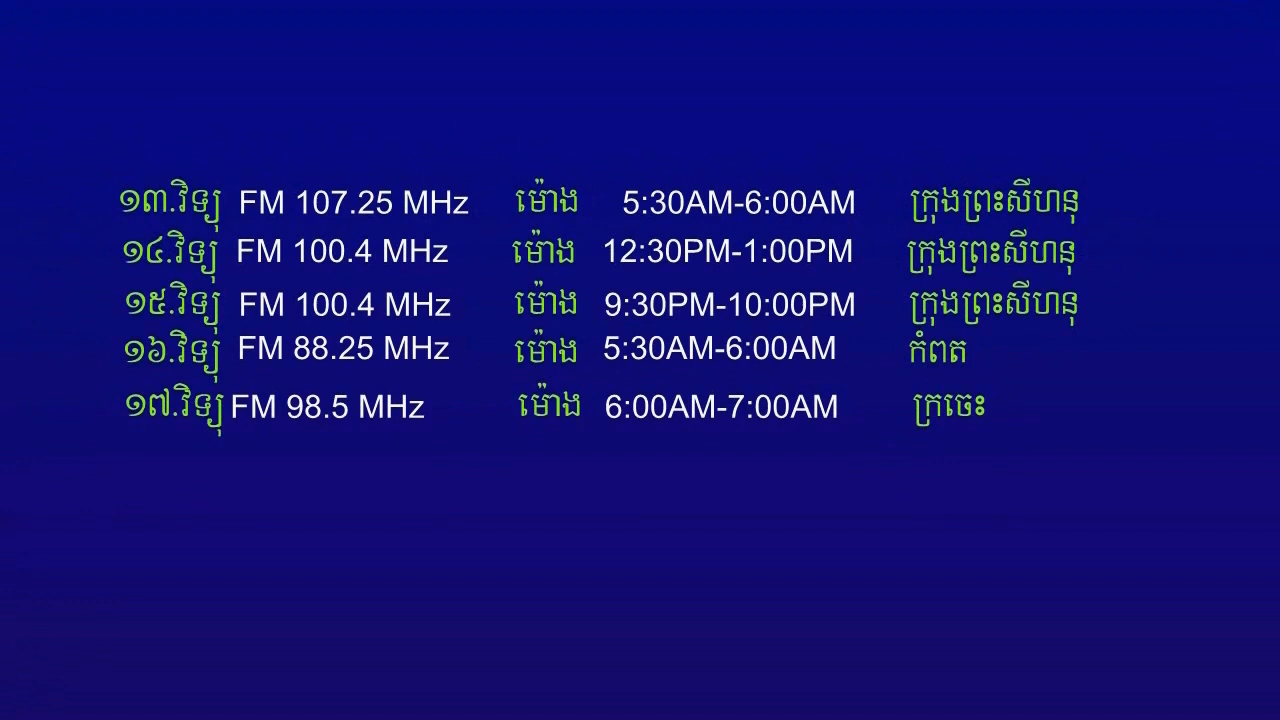 ១៣.វិទ្យុ FM 107.25 MHz ម៉ោង 5:30AM-6:00AM ក្រុងព្រះសីហនុ
១៤.វិទ្យុ FM 100.4 MHz ម៉ោង 12:30PM-1:00PM ក្រុងព្រះសីហនុ
១៥.វិទ្យុ FM 100.4 MHz ម៉ោង 9:30PM-10:00PM ក្រុងព្រះសីហនុ
១៦.វិទ្យុ FM 88.25 MHz ម៉ោង 5:30AM-6:00AM កំពត
១៧.វិទ្យុ FM 98.5 MHz ម៉ោង 6:00AM-7:00AM ក្រចេះ